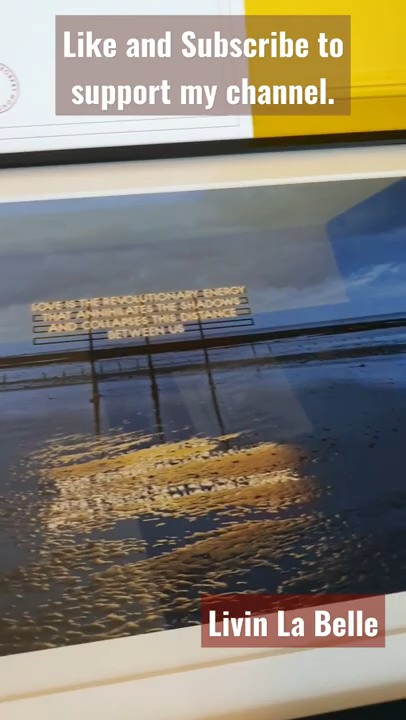 Like and Subscribe to
support my channel.
LOVE IS THE REVOLUTIONARY ENERGY
THAT ANNIHILATES THE SHADOWS
AND COLLAPSES THIS DISTANCE
BETWEEN US
Livin La Belle